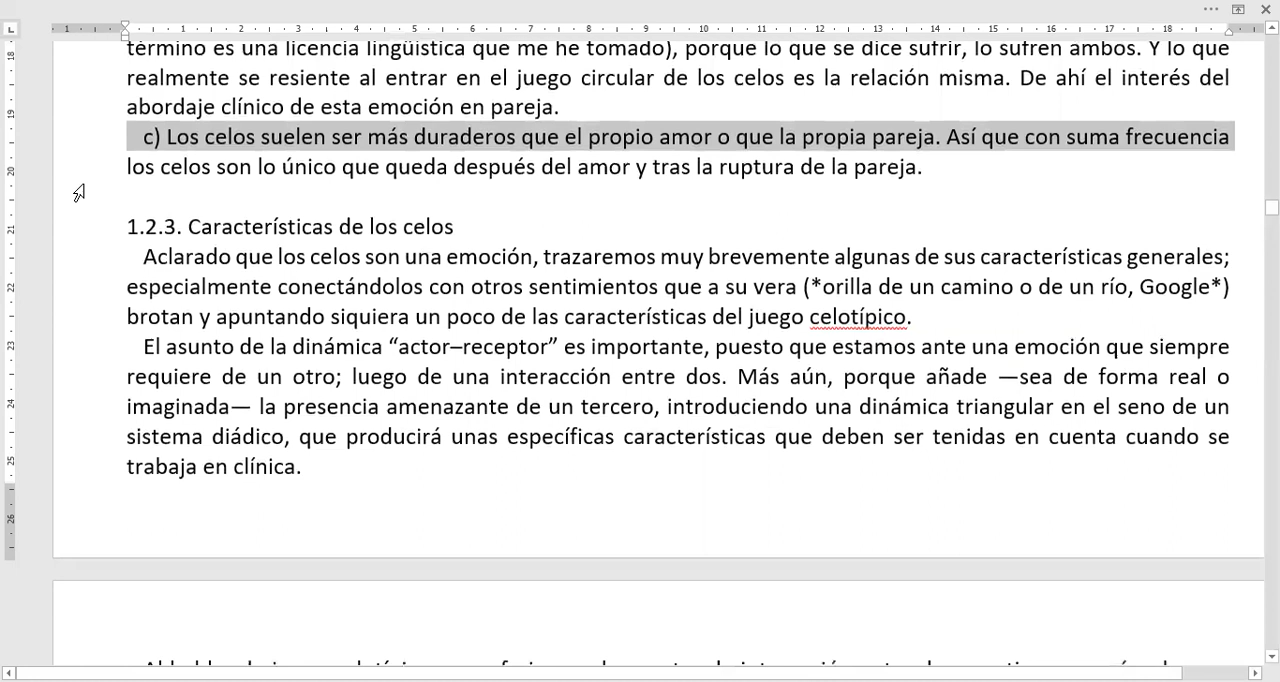 término es una licencia lingüística que me he tomado), porque lo que se dice sufrir, lo sufren ambos. Y lo que
realmente se resiente al entrar en el juego circular de los celos es la relación misma. De ahí el interés del
abordaje clínico de esta emoción en pareja.
c) Los celos suelen ser más duraderos que el propio amor o que la propia pareja. Así que con suma frecuencia
los celos son lo único que queda después del amor y tras la ruptura de la pareja.
1.2.3. Características de los celos
Aclarado que los celos son una emoción, trazaremos muy brevemente algunas de sus características generales;
especialmente conectándolos con otros sentimientos que a su vera (*orilla de un camino o de un río, Google*)
brotan y apuntando siquiera un poco de las características del juego celotípico.
El asunto de la dinámica “actor–receptor” es importante, puesto que estamos ante una emoción que siempre
requiere de un otro; luego de una interacción entre dos. Más aún, porque añade —sea de forma real o
imaginada— la presencia amenazante de un tercero, introduciendo una dinámica triangular en el seno de un
sistema diádico, que producirá unas específicas características que deben ser tenidas en cuenta cuando se
trabaja en clínica.